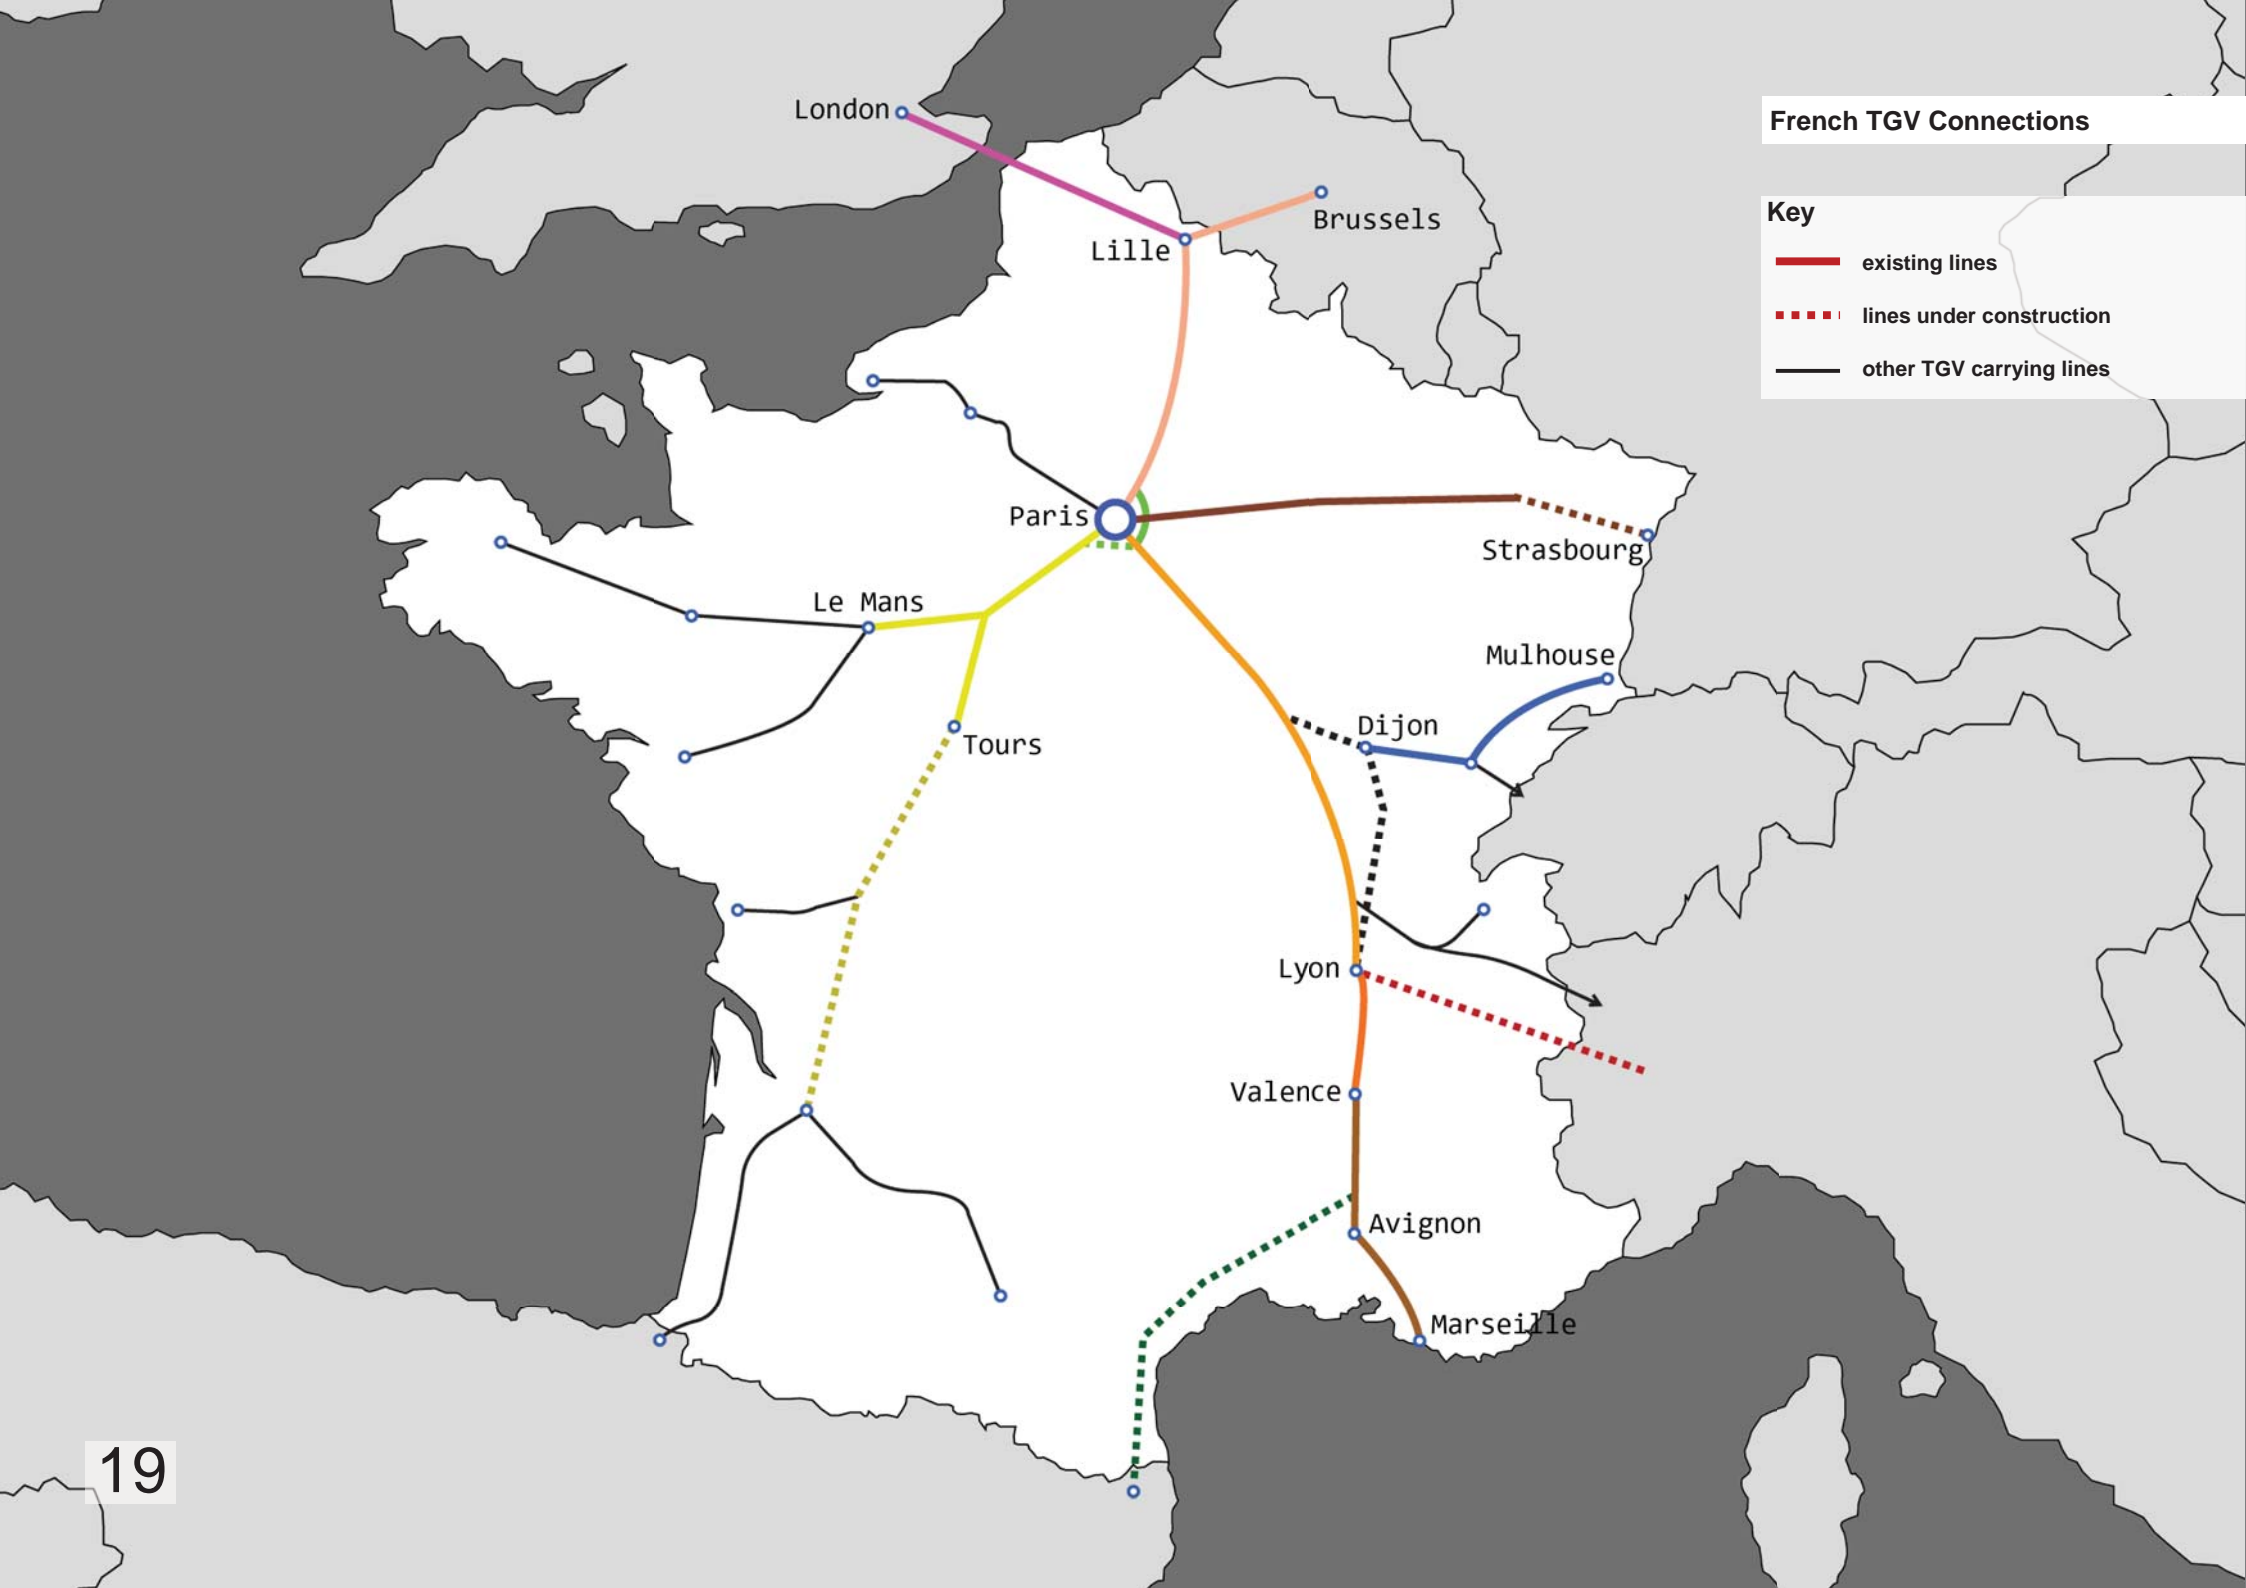 London
French TGV Connections
Key
Brussels
Lille
existing lines
lines under construction
other TGV carrying lines
Paris
Strasbourg
Le Mans
Mulhouse
Dijon
Tours
Lyon
Valence
Avignon
Marseille
19